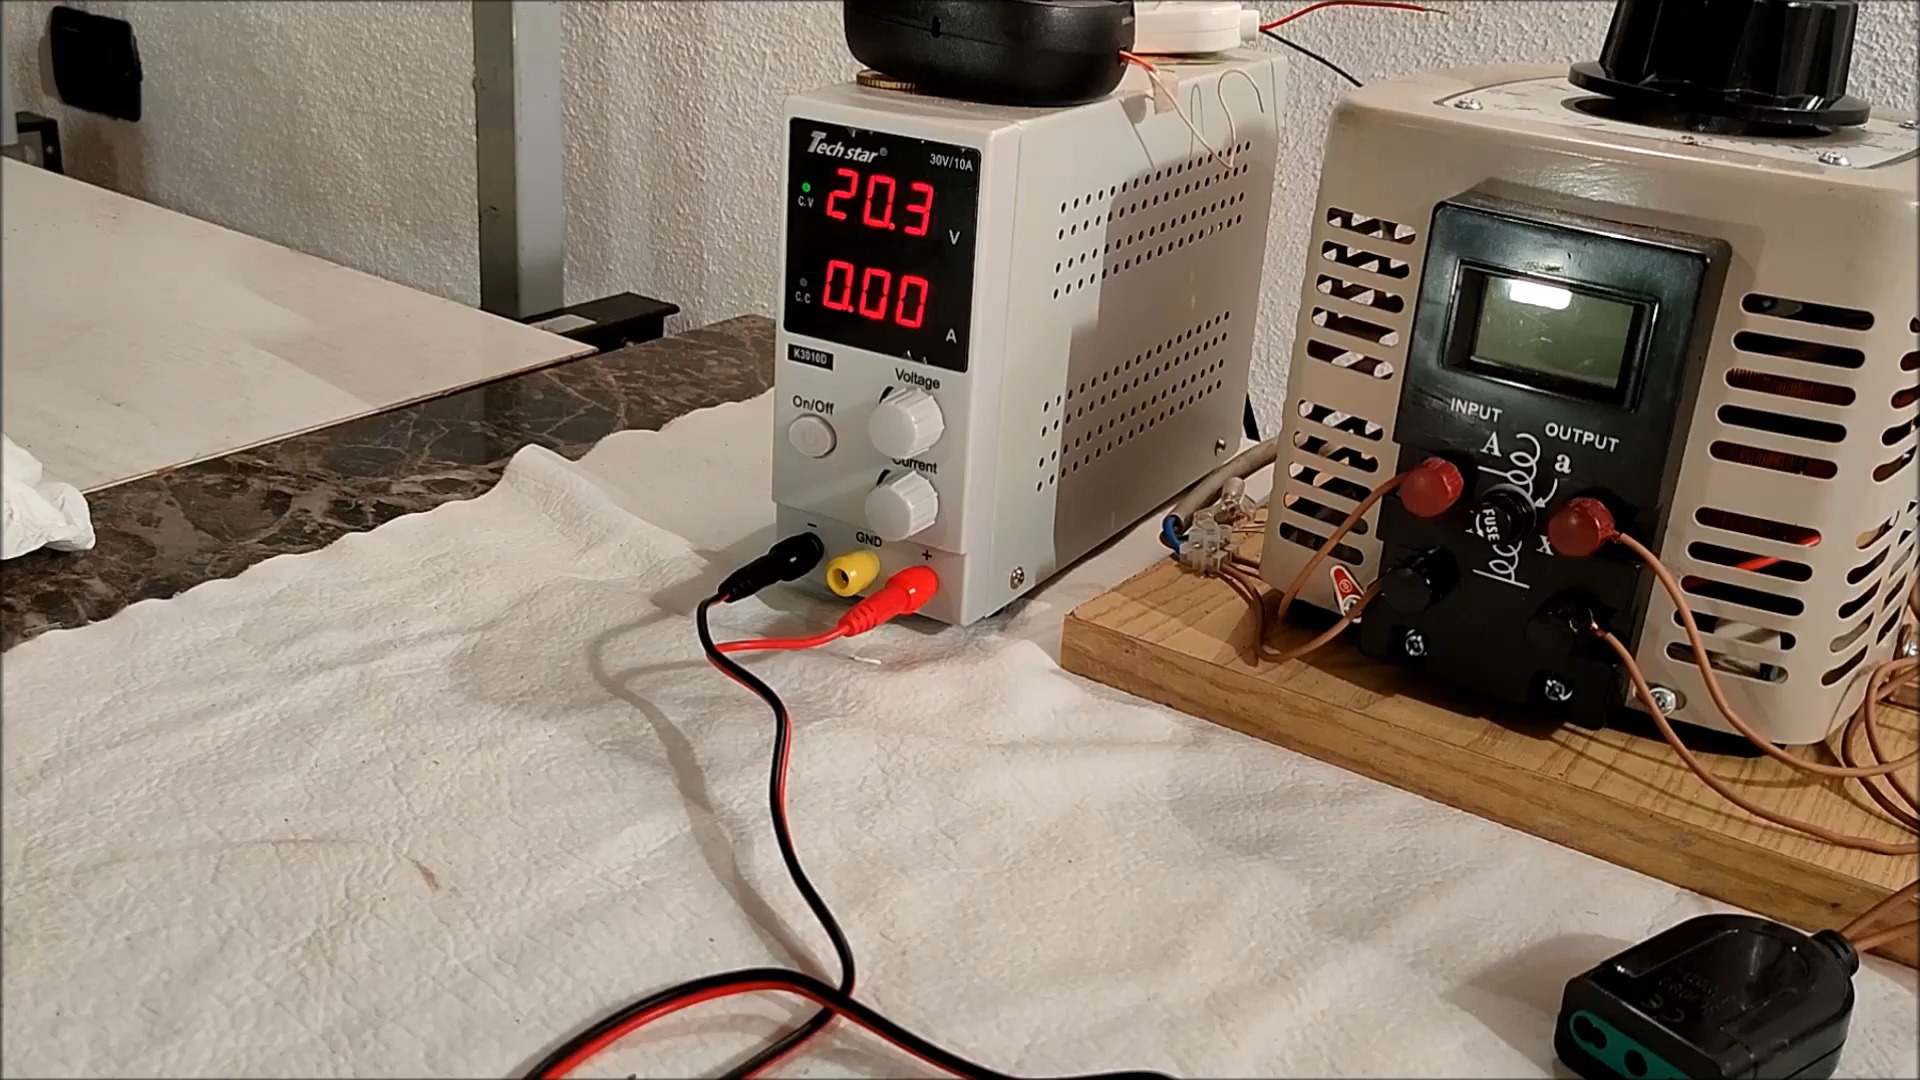 Tech star®
30V/10A
20.3
C.V
V
0.00
C.C
A
K3010D
Voltage
On/Off
Current
-
GND
+
INPUT
OUTPUT
A
a
FUSE
x